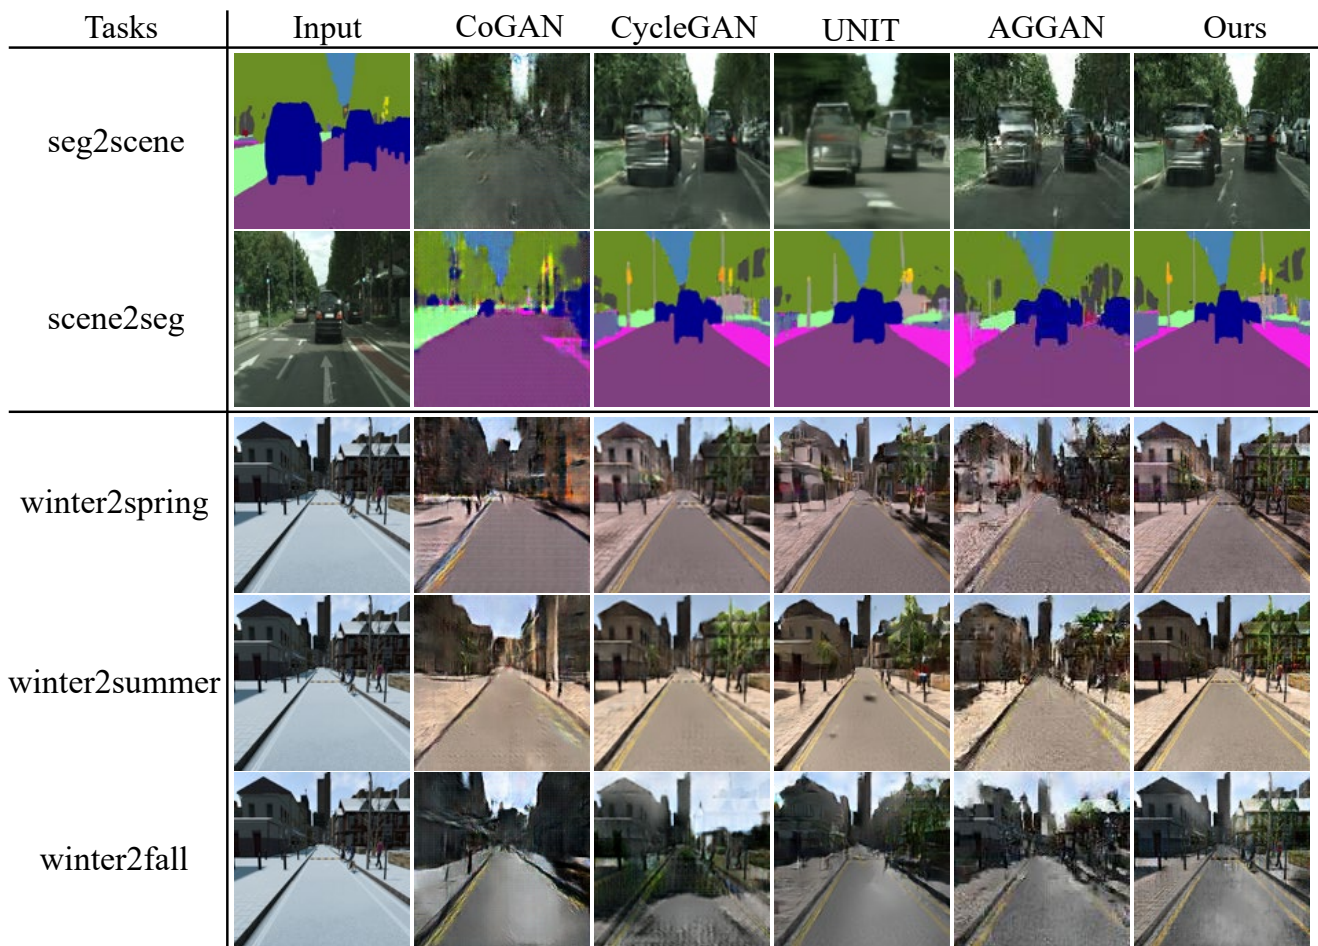 Tasks Input CoGAN CycleGAN UNIT AGGAN Ours
seg2scene
scene2seg
winter2spring
winter2summer
winter2fall